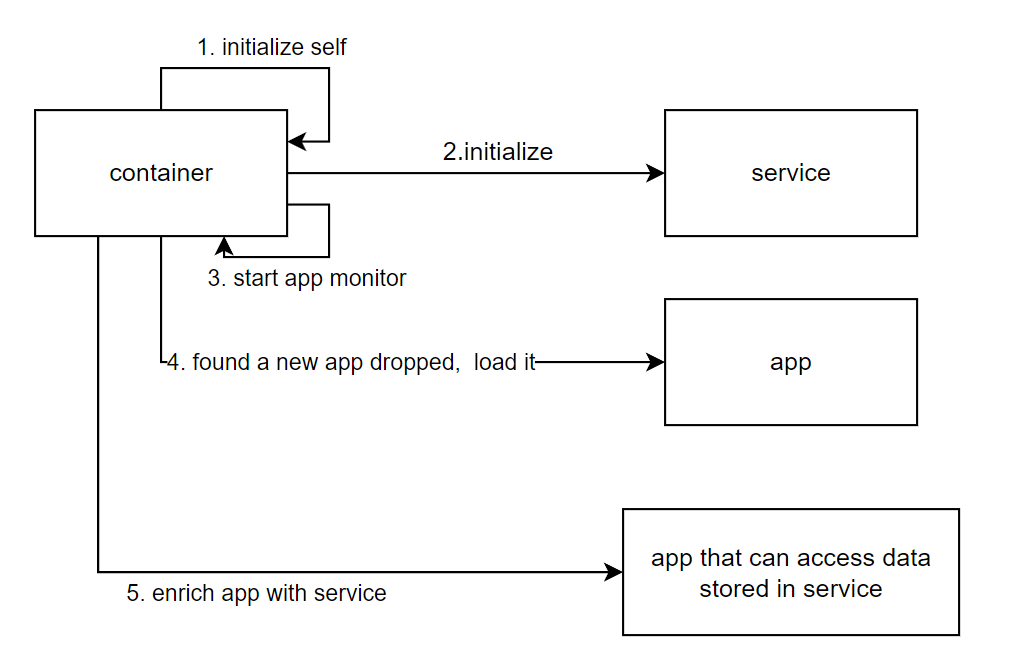 1. initialize self
container
2.initialize
service
3. start app monitor
4. found a new app dropped,  load it
app
app that can access data
stored in service
5. enrich app with service